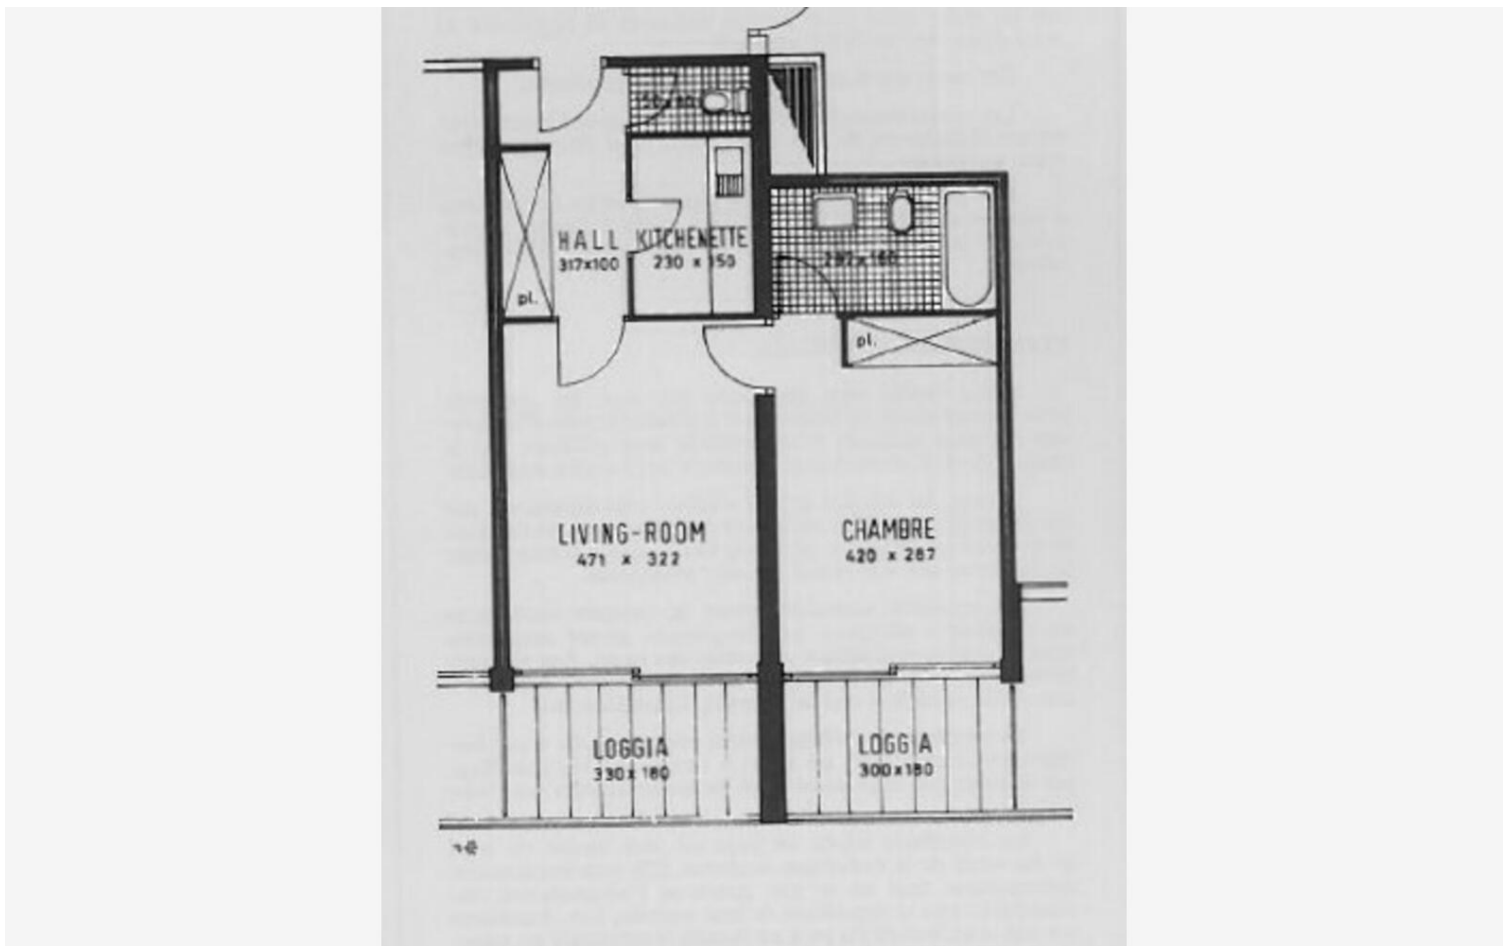 HALL
317x100
KITCHENETTE
230 x 150
pl.
pl.
LIVING-ROOM
471 x 322
CHAMBRE
420 x 287
LOGGIA
330x180
LOGGIA
300x180